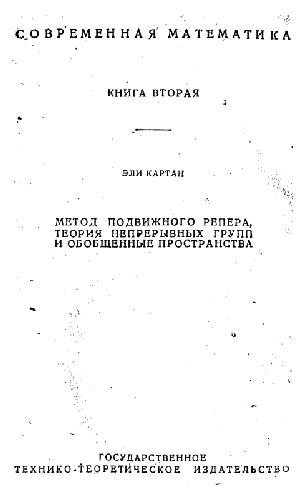 СОВРЕМЕННАЯ МАТЕМАТИКА
КНИГА ВТОРАЯ
ЭЛИ КАРТАН
МЕТОД ПОДВИЖНОГО РЕПЕРА,
ТЕОРИЯ НЕПРЕРЫВНЫХ ГРУПП
И ОБОБЩЕННЫЕ ПРОСТРАНСТВА
ГОСУДАРСТВЕННОЕ
ТЕХНИКО-ТЕОРЕТИЧЕСКОЕ ИЗДАТЕЛЬСТВО